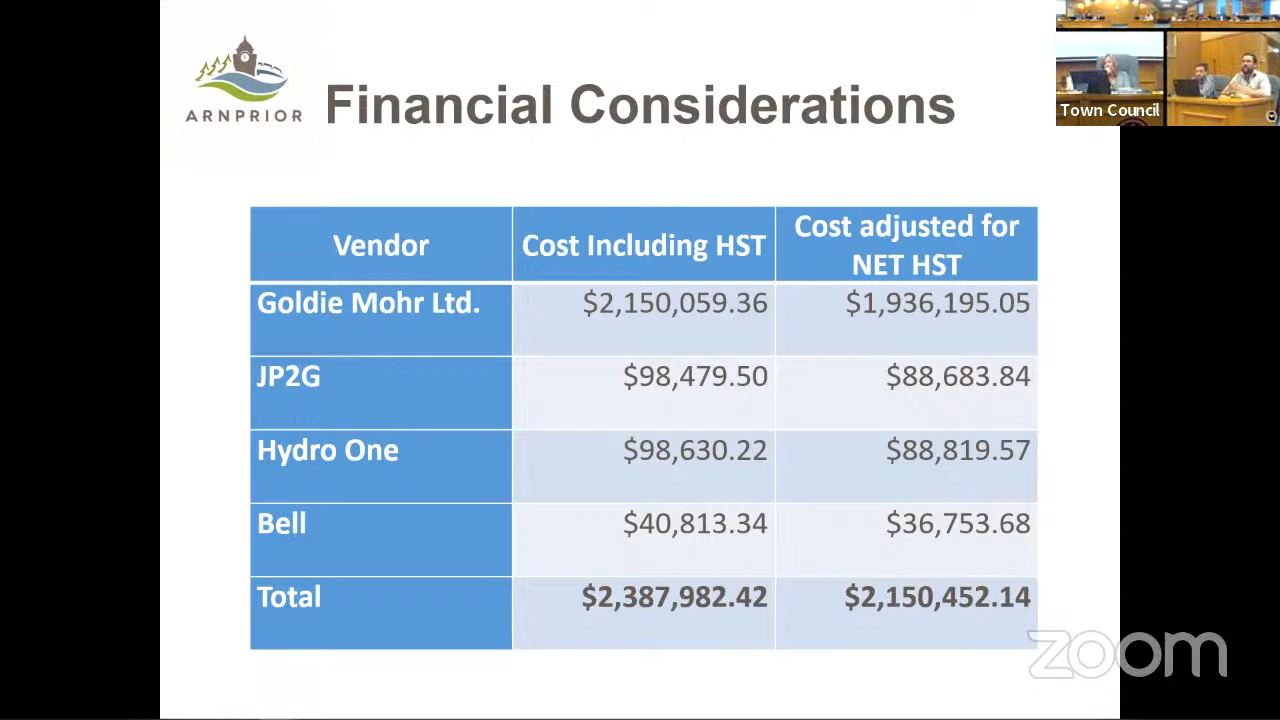 ARNPRIOR
Financial Considerations
Town Council
Vendor
Cost Including HST
Cost adjusted for
NET HST
Goldie Mohr Ltd.
$2,150,059.36
$1,936,195.05
JP2G
$98,479.50
$88,683.84
Hydro One
$98,630.22
$88,819.57
Bell
$40,813.34
$36,753.68
Total
$2,387,982.42
$2,150,452.14
zoom